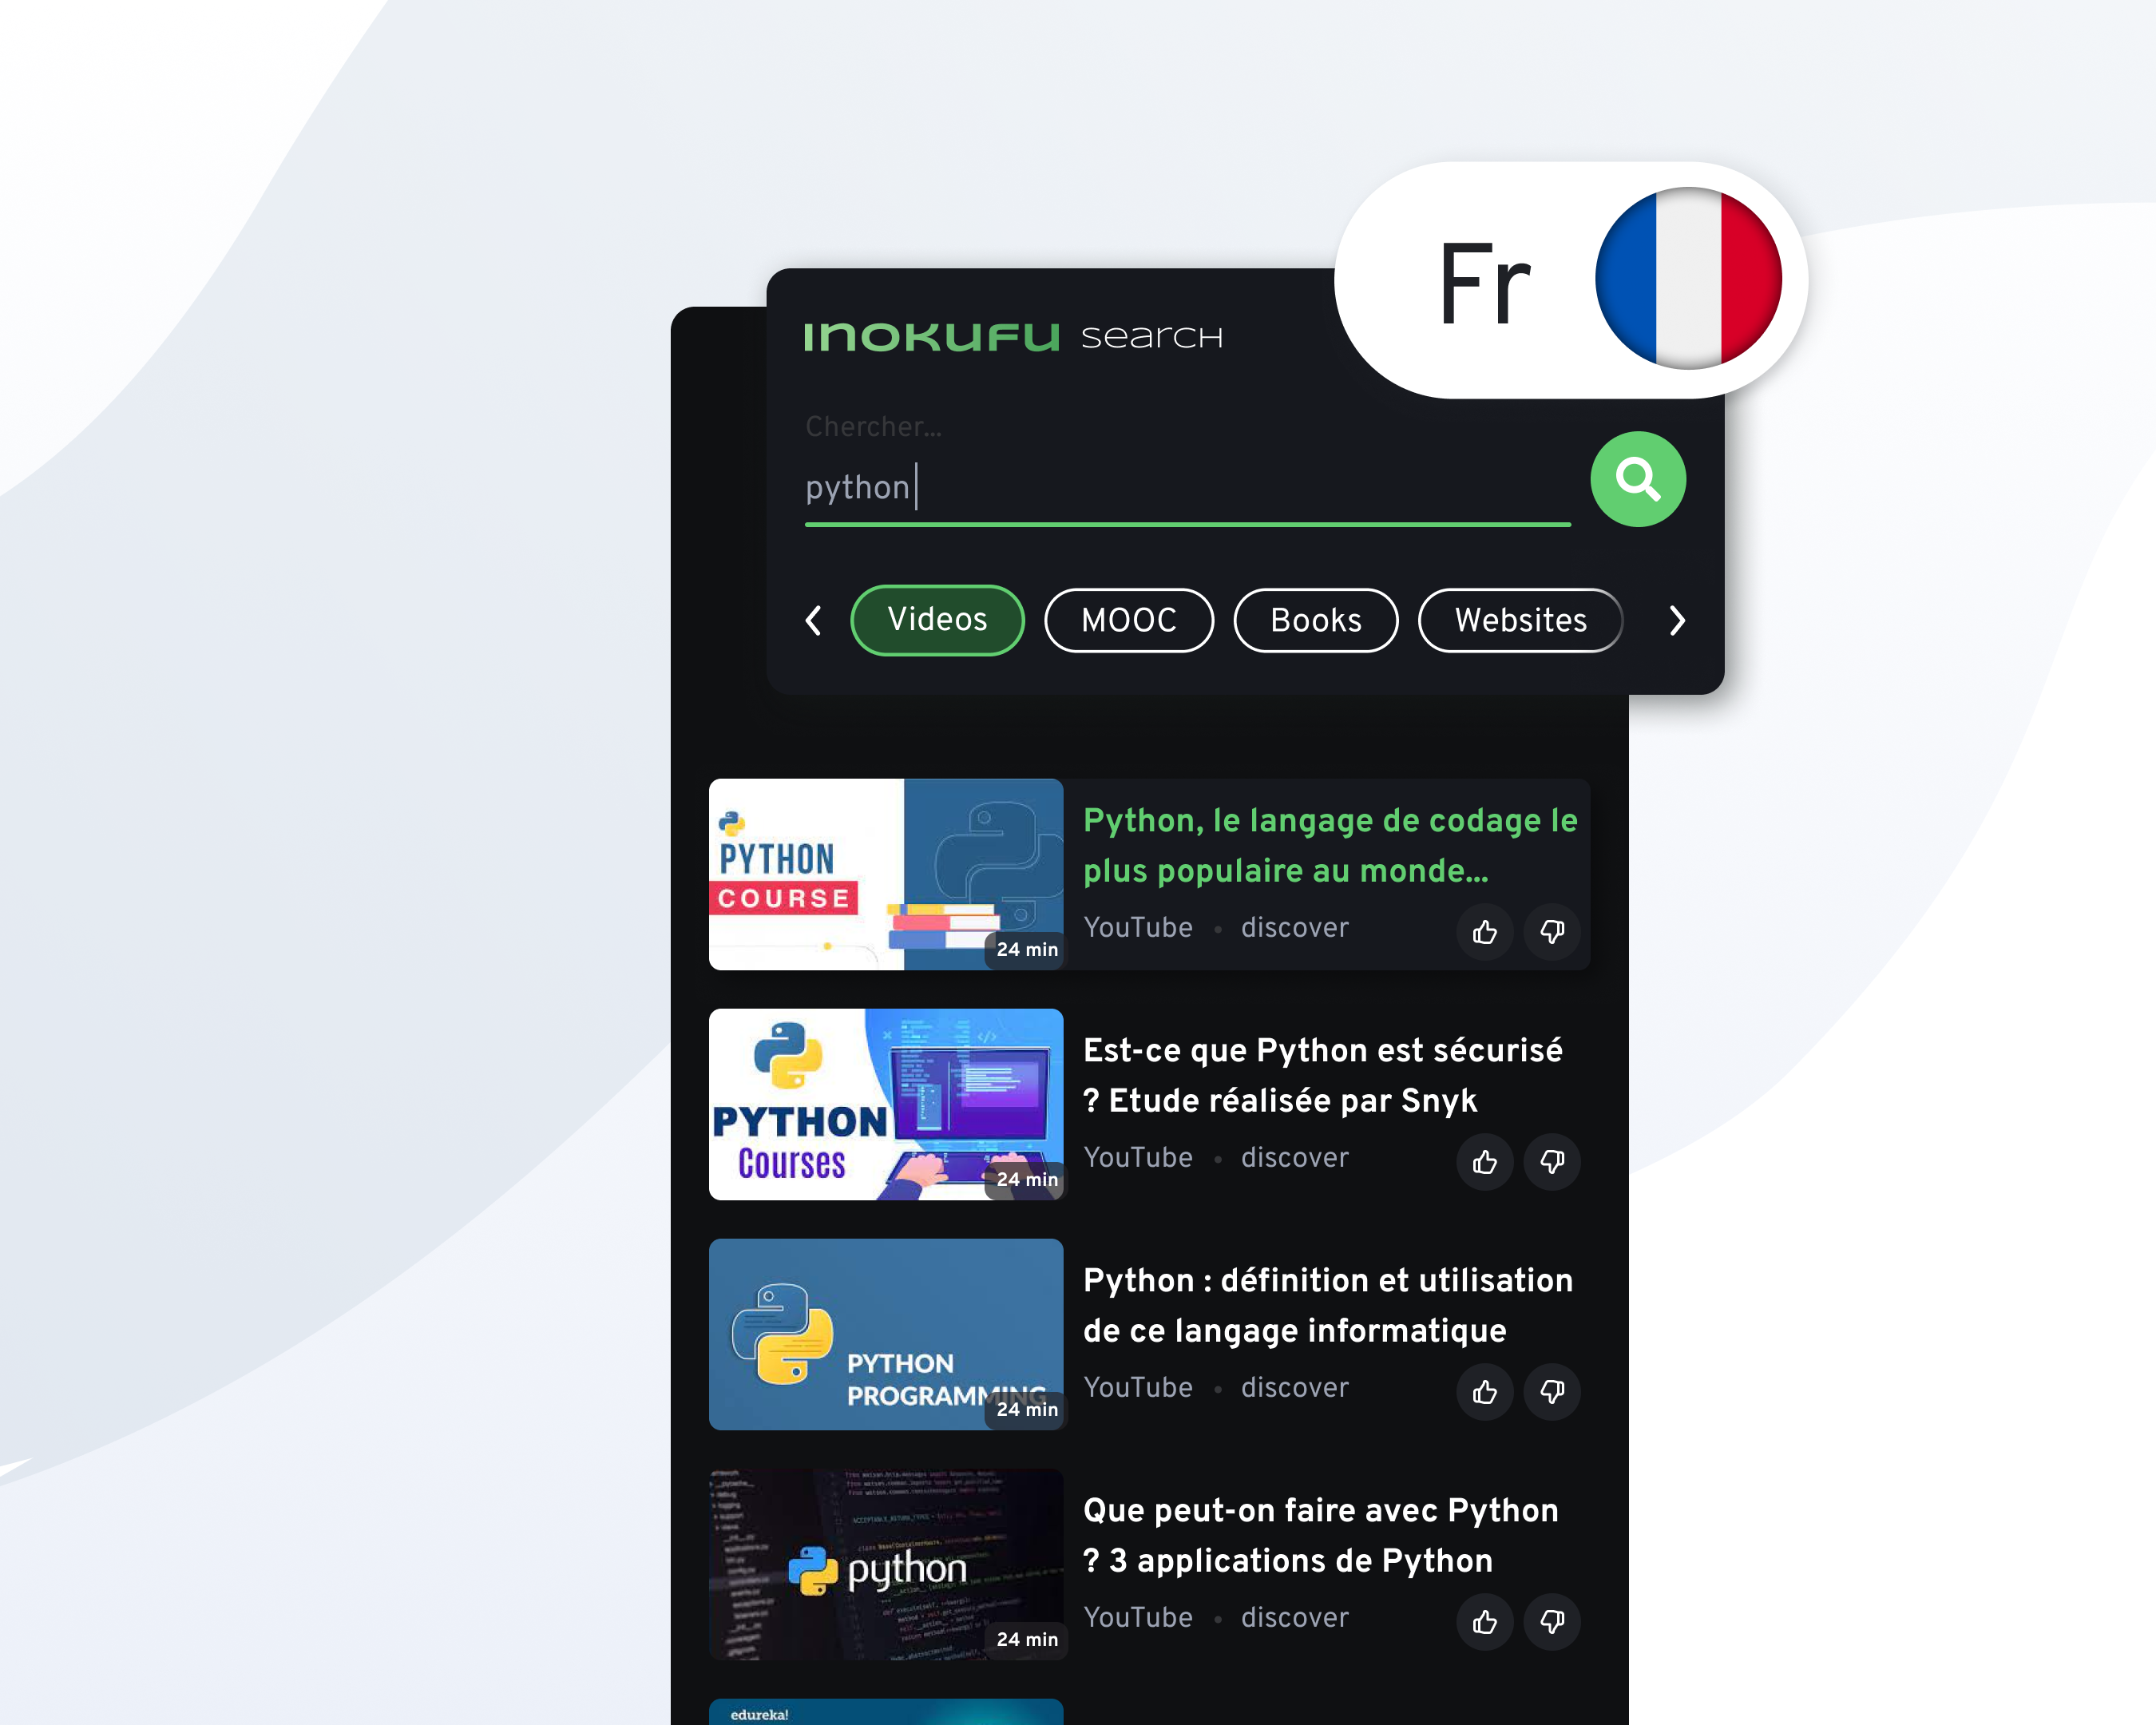 Fr
INOKUFU search
Chercher...
python
Videos
MOOC
Books
Websites
PYTHON
COURSE
24 min
Python, le langage de codage le
plus populaire au monde...
YouTube • discover
PYTHON
Courses
24 min
Est-ce que Python est sécurisé
? Etude réalisée par Snyk
YouTube • discover
PYTHON
PROGRAMMING
24 min
Python : définition et utilisation
de ce langage informatique
YouTube • discover
python
24 min
Que peut-on faire avec Python
? 3 applications de Python
YouTube • discover
edureka!